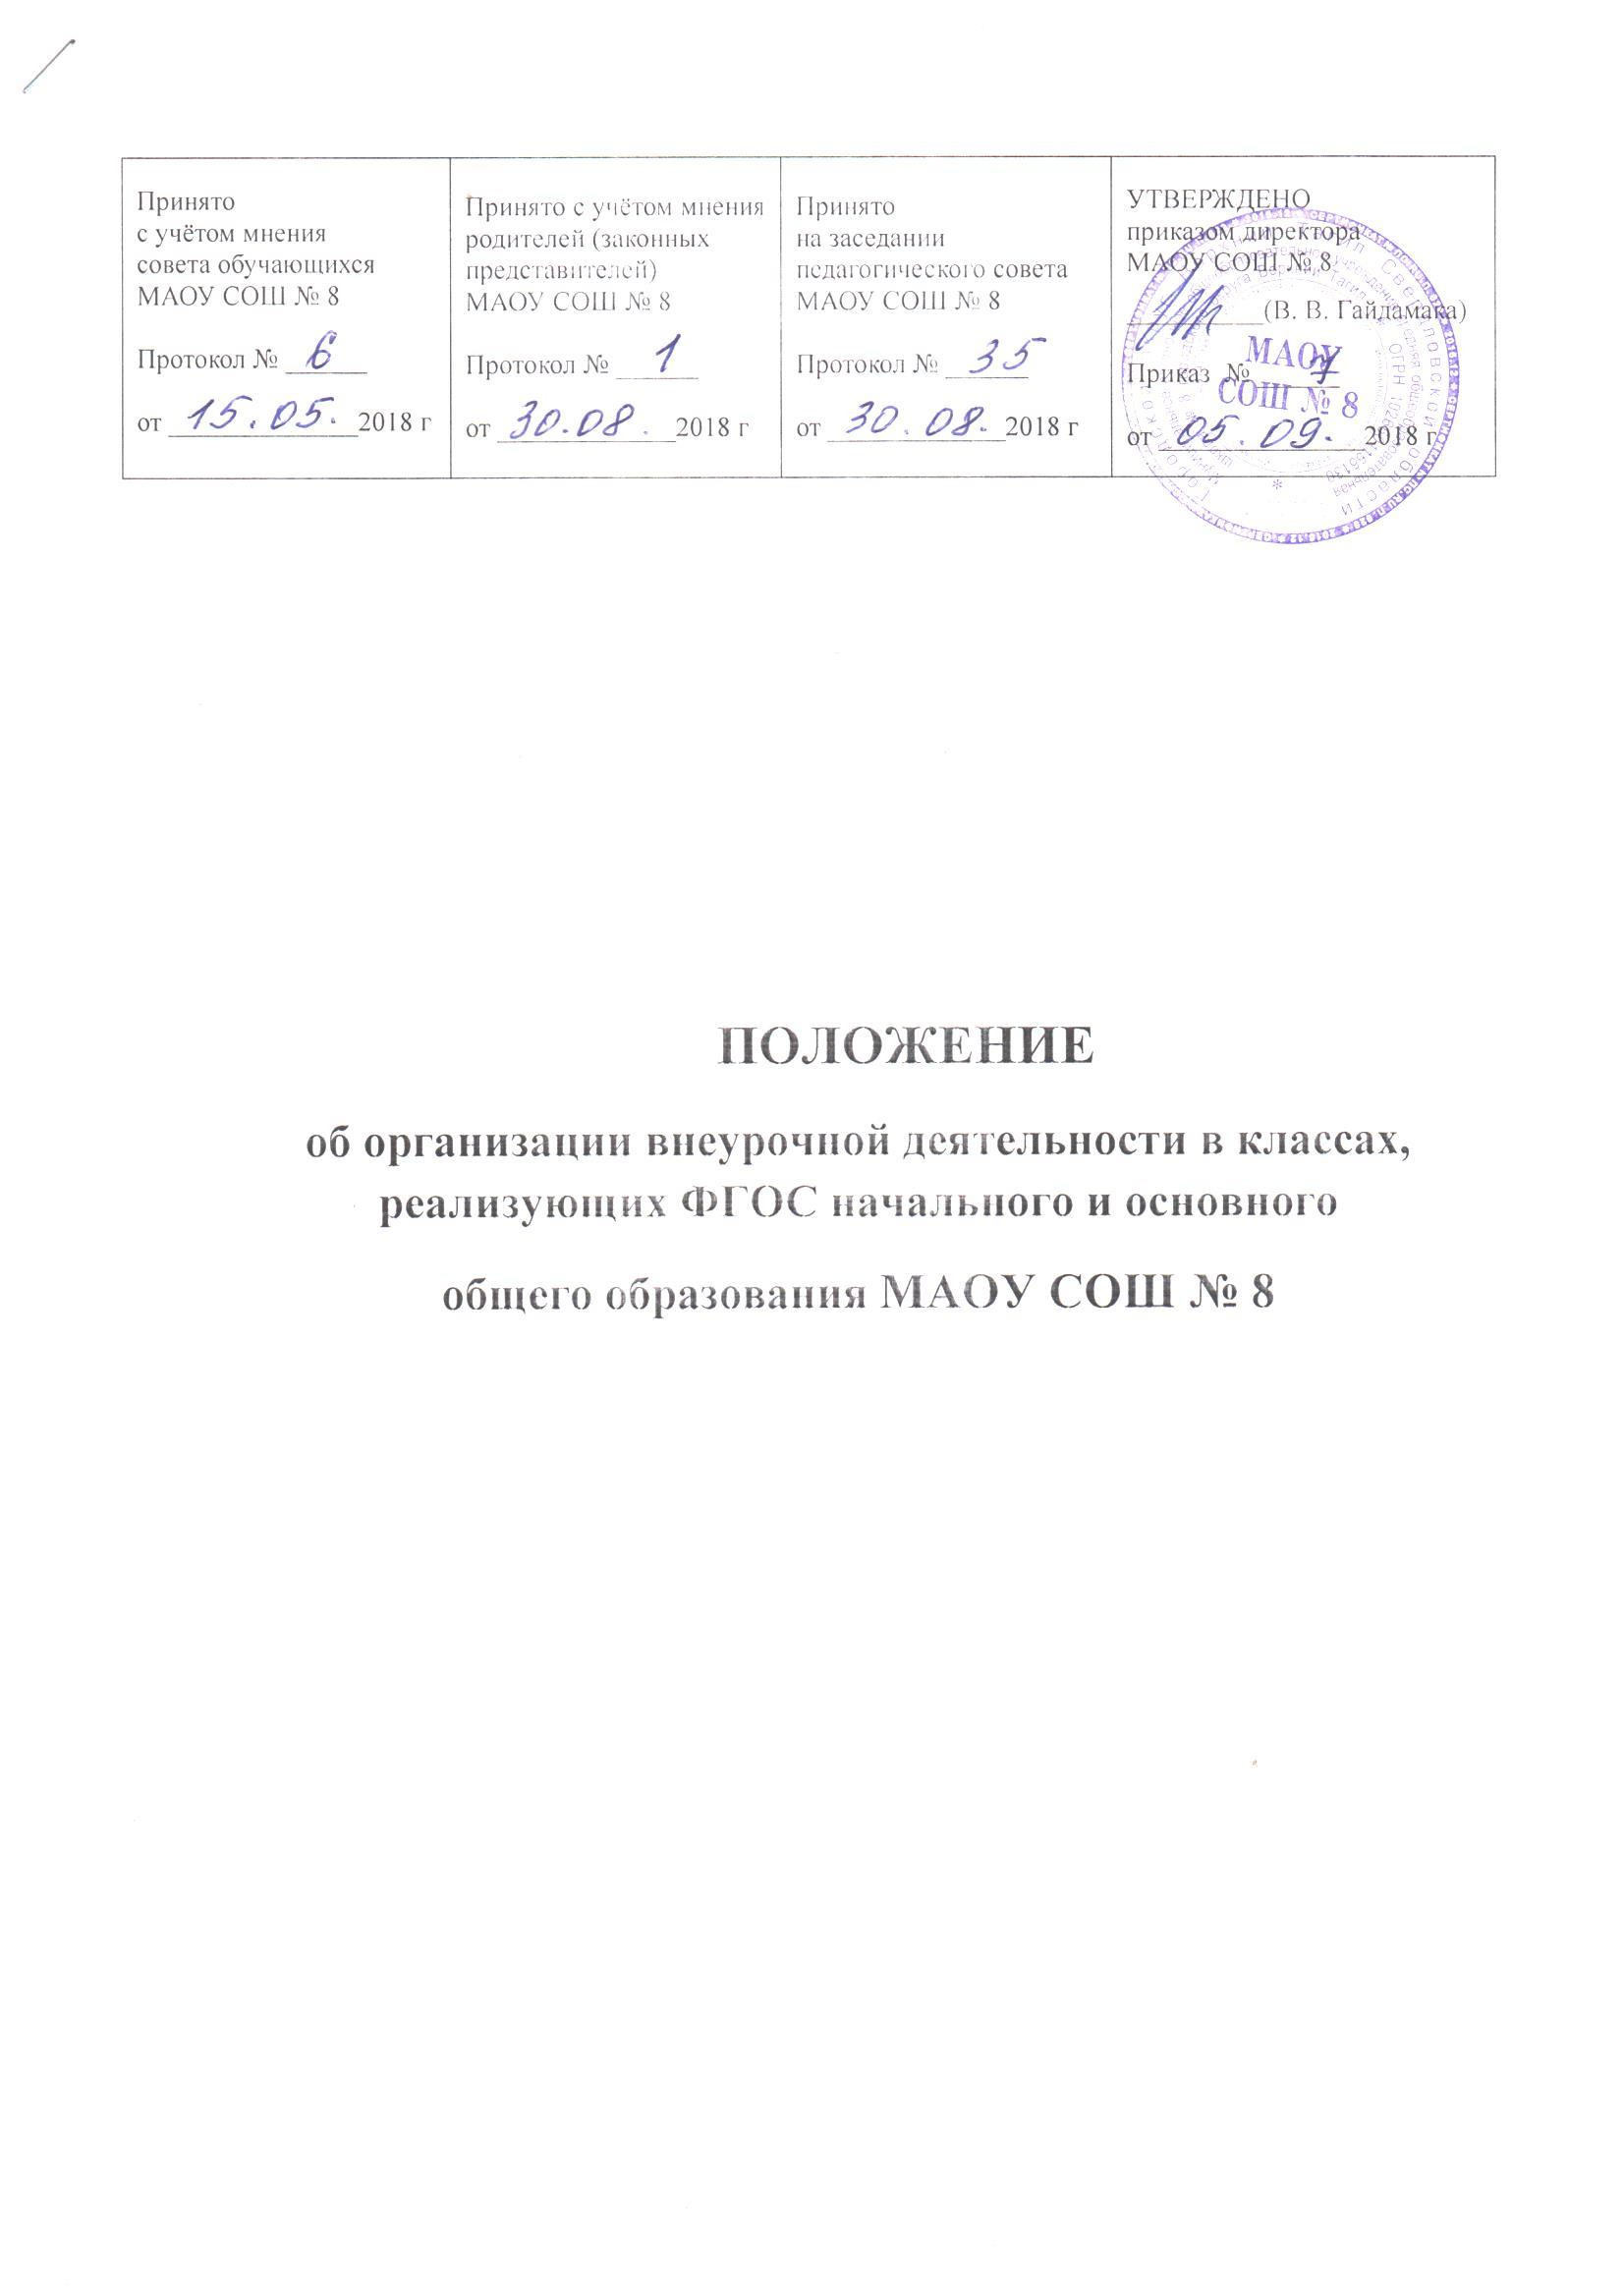 Принято
с учётом мнения
совета обучающихся
МАОУ СОШ № 8
Протокол № 6
от 15.05.2018 г
Принято с учётом мнения
родителей (законных
представителей)
МАОУ СОШ № 8
Протокол № 1
от 30.08.2018 г
Принято
на заседании
педагогического совета
МАОУ СОШ № 8
Протокол № 35
от 30.08.2018 г
УТВЕРЖДЕНО
приказом директора
МАОУ СОШ № 8
(В. В. Гайдамака)
Приказ № 7
от 05.09. 2018 г
МАОУ
СОШ № 8
Свердловской области
ОГРН
ПОЛОЖЕНИЕ
об организации внеурочной деятельности в классах,
реализующих ФГОС начального и основного
общего образования МАОУ СОШ № 8